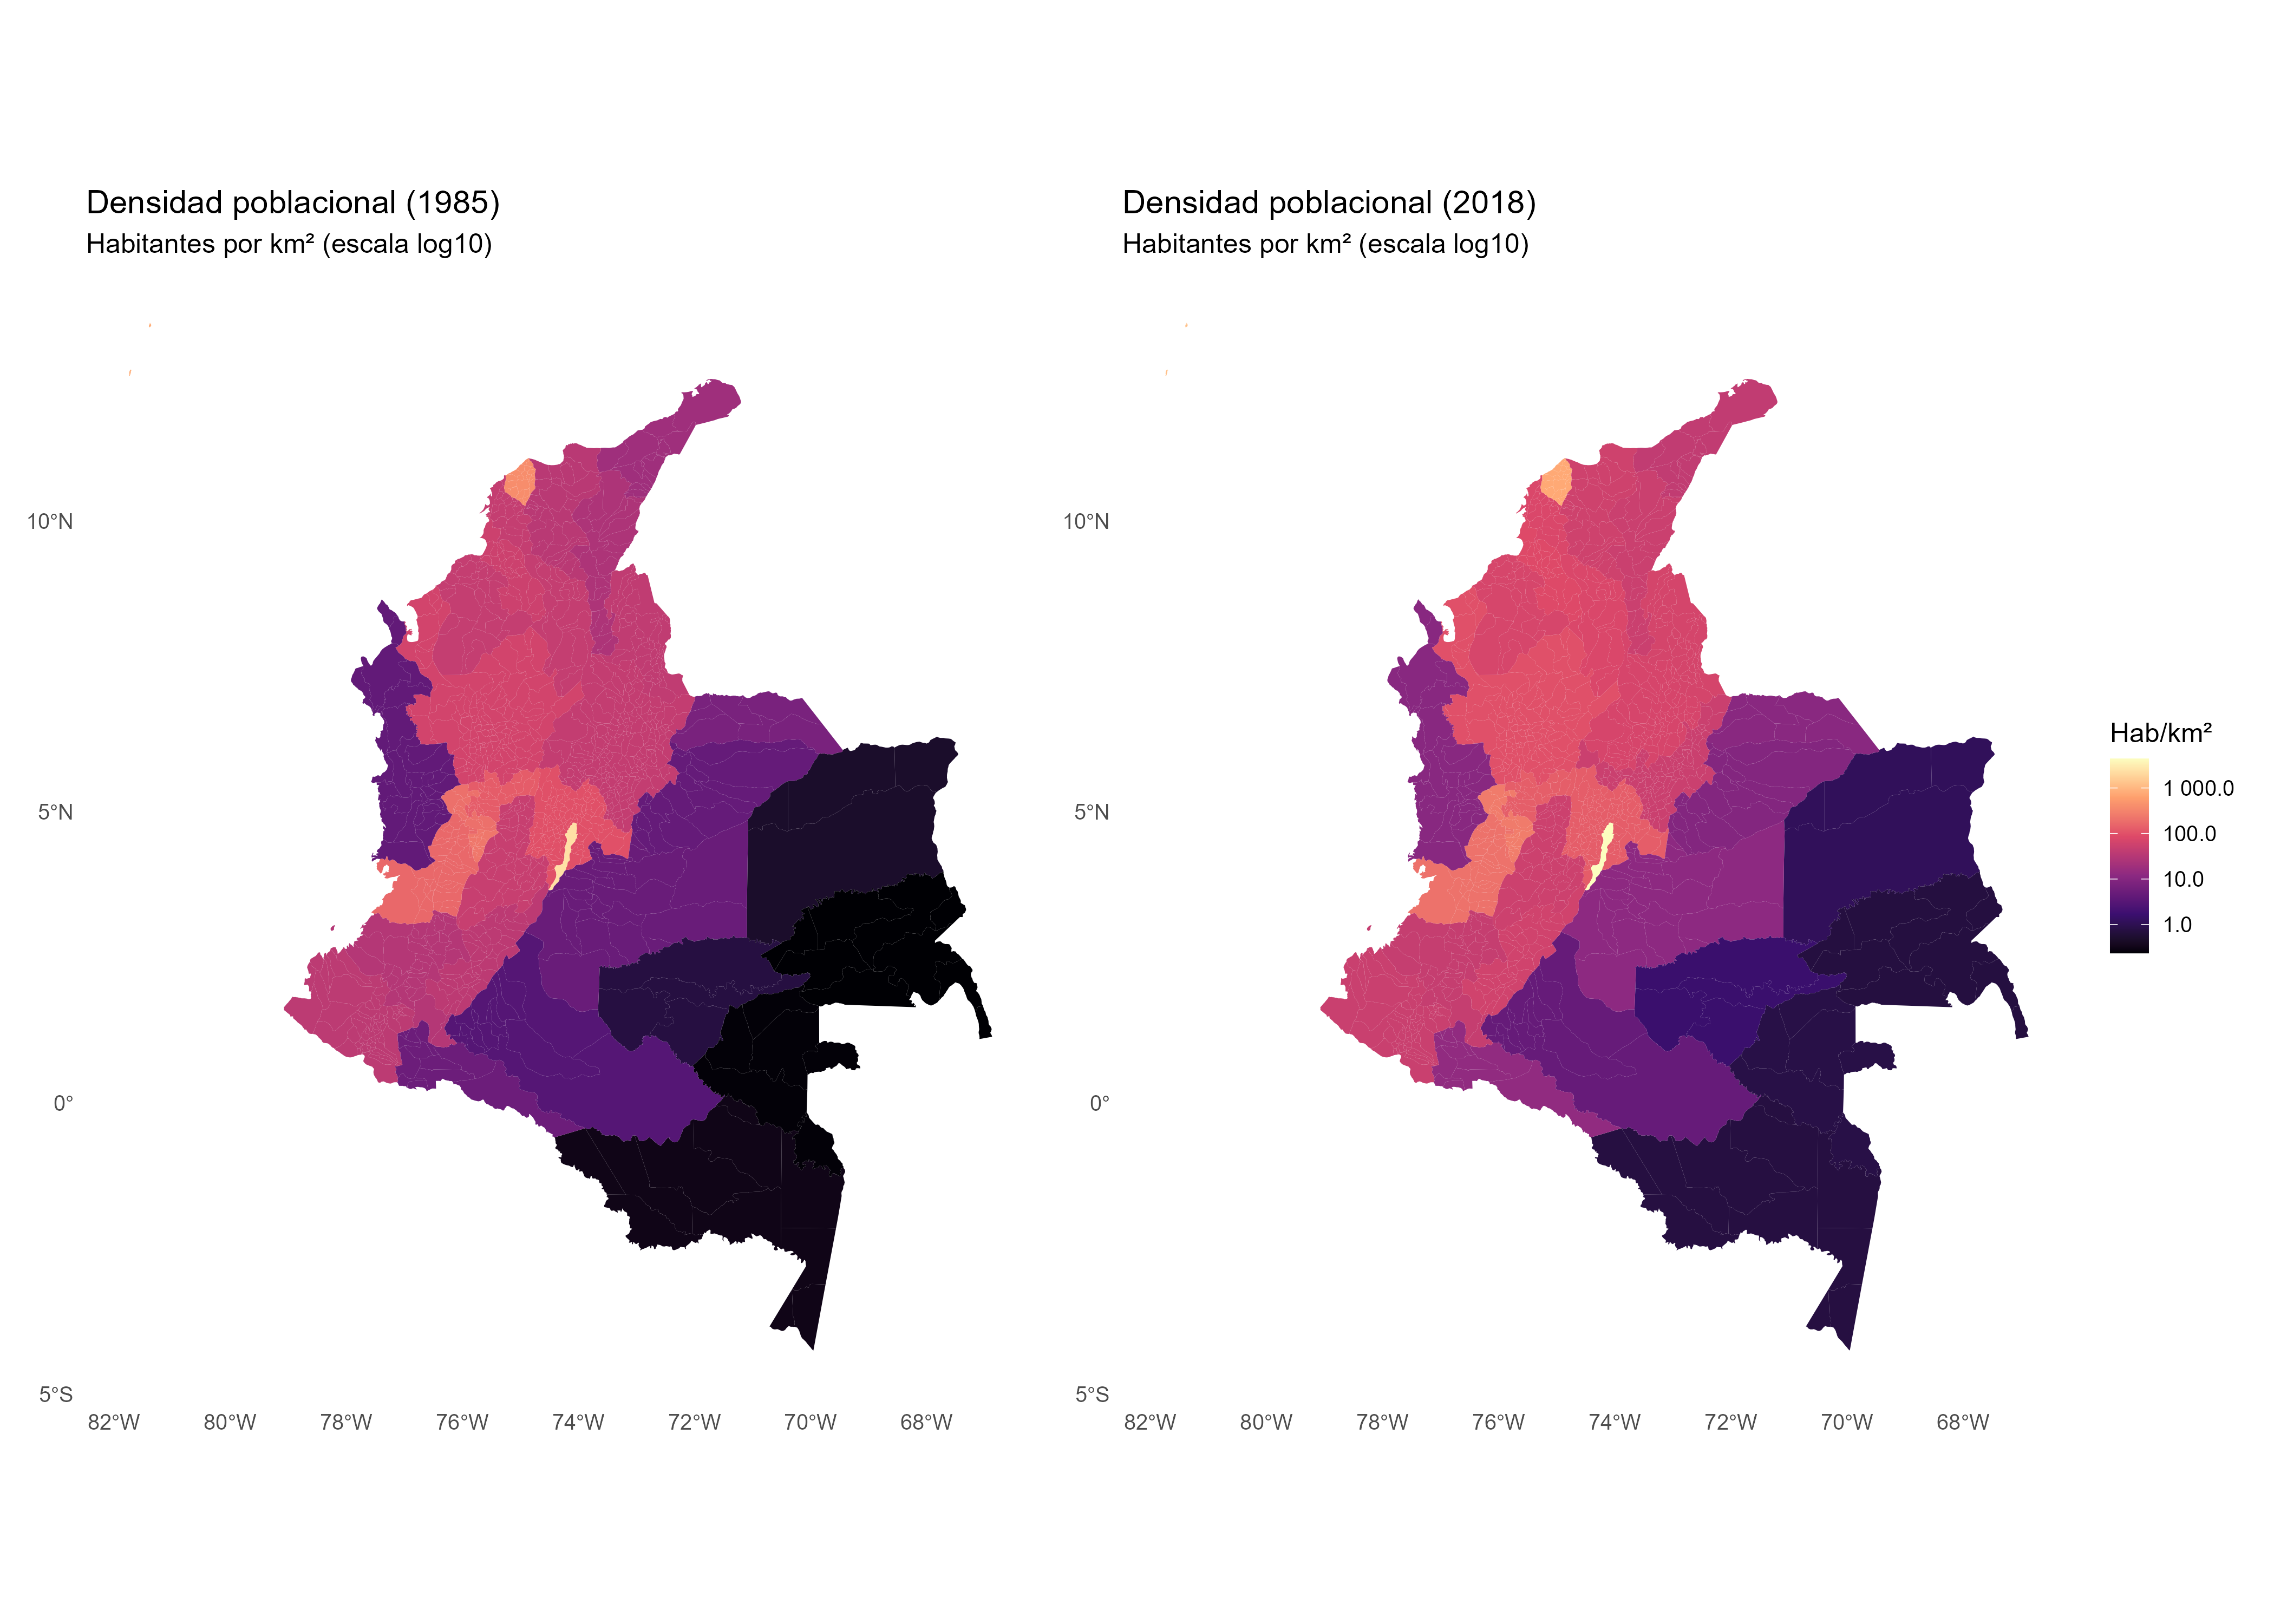 Densidad poblacional (1985)
Habitantes por km² (escala log10)
10°N
5°N
0°
5°S
82°W 80°W 78°W 76°W 74°W 72°W 70°W 68°W
Densidad poblacional (2018)
Habitantes por km² (escala log10)
10°N
5°N
0°
5°S
82°W 80°W 78°W 76°W 74°W 72°W 70°W 68°W
Hab/km²
1 000.0
100.0
10.0
1.0